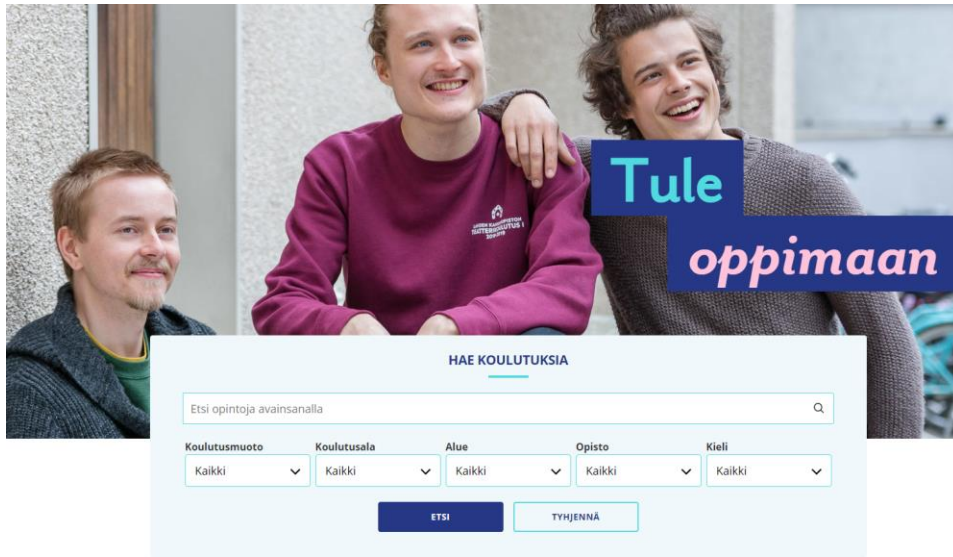 Tule
oppimaan
HAE KOULUTUKSIA
Etsi opintoja avainsanalla
Koulutusmuoto Koulutusala Alue Opisto Kieli
Kaikki Kaikki Kaikki Kaikki Kaikki
ETSI TYHJENNÄ